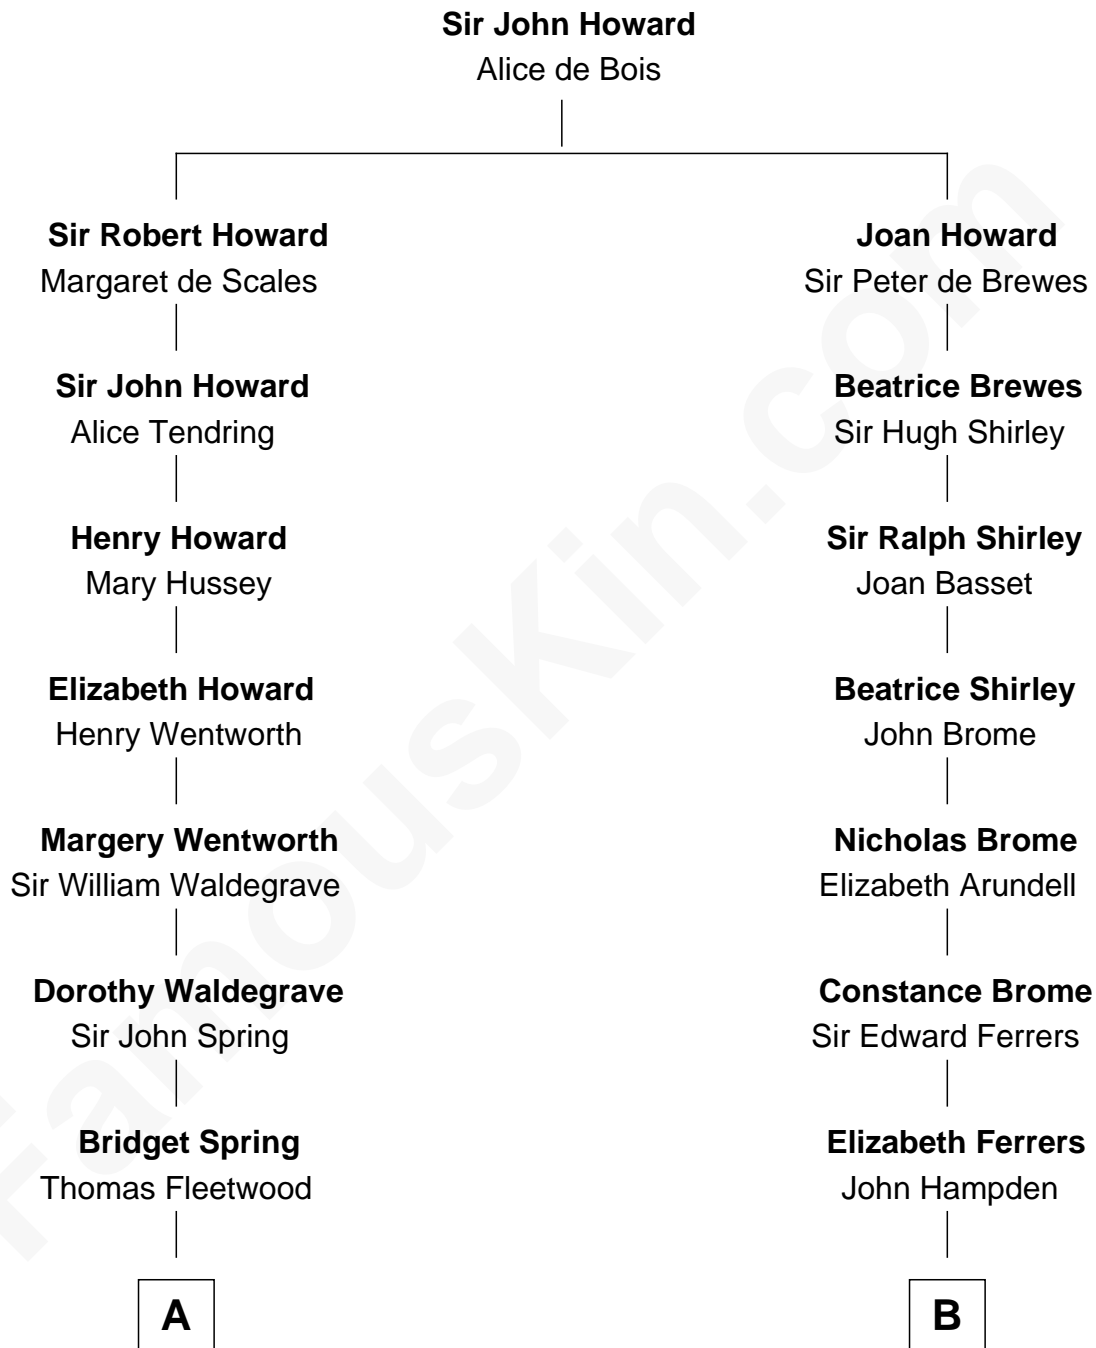 Sir John Howard
Alice de Bois
Sir Robert Howard
Margaret de Scales
Joan Howard
Sir Peter de Brewes
Sir John Howard
Alice Tendring
Beatrice Brewes
Sir Hugh Shirley
Henry Howard
Mary Hussey
Sir Ralph Shirley
Joan Basset
Elizabeth Howard
Henry Wentworth
Beatrice Shirley
John Brome
Margery Wentworth
Sir William Waldegrave
Nicholas Brome
Elizabeth Arundell
Dorothy Waldegrave
Sir John Spring
Constance Brome
Sir Edward Ferrers
Bridget Spring
Thomas Fleetwood
Elizabeth Ferrers
John Hampden
A
B
FamousKin.com